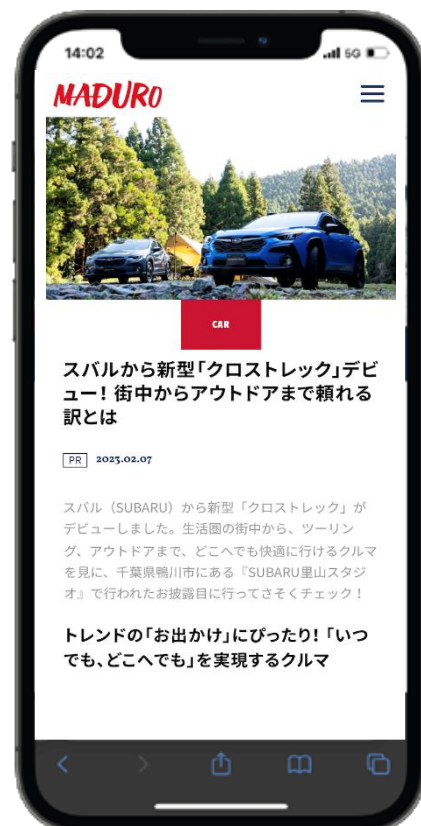 14:02
5G
MADURO
CAR
スバルから新型「クロストレック」デビ
ュー！街中からアウトドアまで頼れる
訳とは
PR 2023.02.07
スバル（SUBARU）から新型「クロストレック」が
デビューしました。生活圏の街中から、ツーリン
グ、アウトドアまで、どこへでも快適に行けるクルマ
を見に、千葉県鴨川市にある『SUBARU里山スタジ
オ』で行われたお披露目に行ってさそくチェック！
トレンドの「お出かけ」にぴったり！「いつ
でも、どこへでも」を実現するクルマ